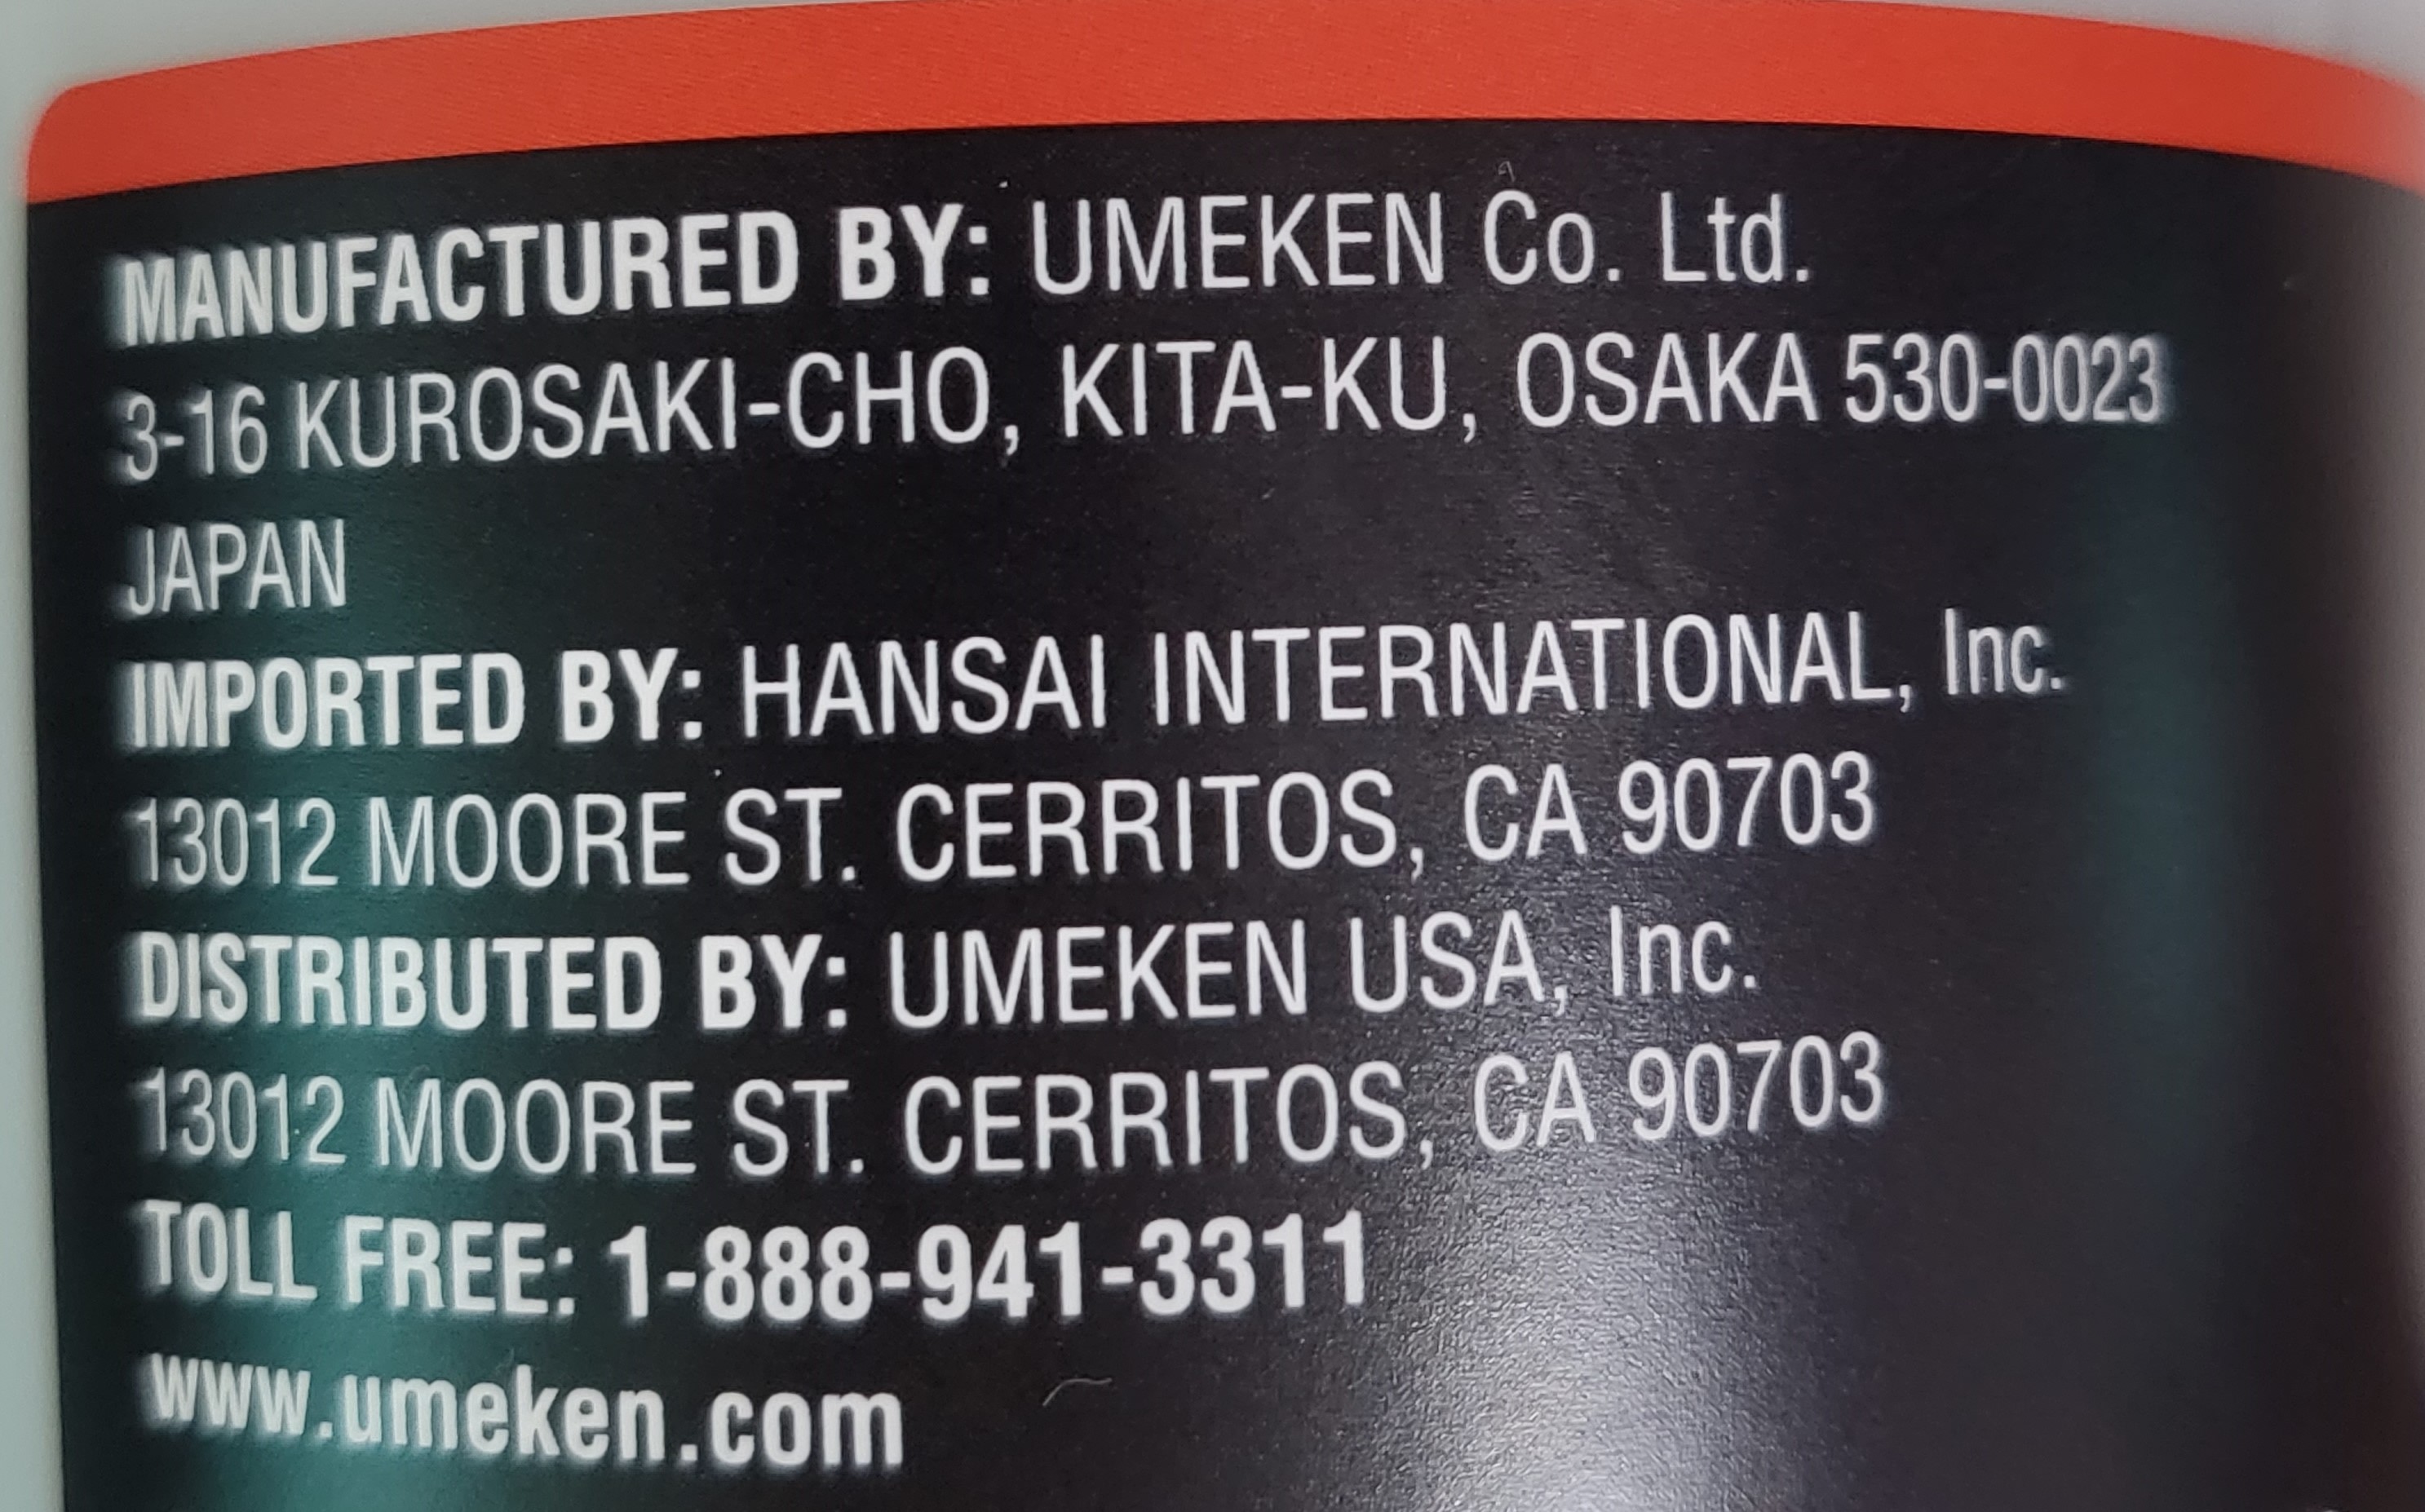 MANUFACTURED BY: UMEKEN Co. Ltd.
3-16 KUROSAKI-CHO, KITA-KU, OSAKA 530-0023
JAPAN
IMPORTED BY: HANSAI INTERNATIONAL, Inc.
13012 MOORE ST. CERRITOS, CA 90703
DISTRIBUTED BY: UMEKEN USA, Inc.
13012 MOORE ST. CERRITOS, CA 90703
TOLL FREE: 1-888-941-3311
www.umeken.com